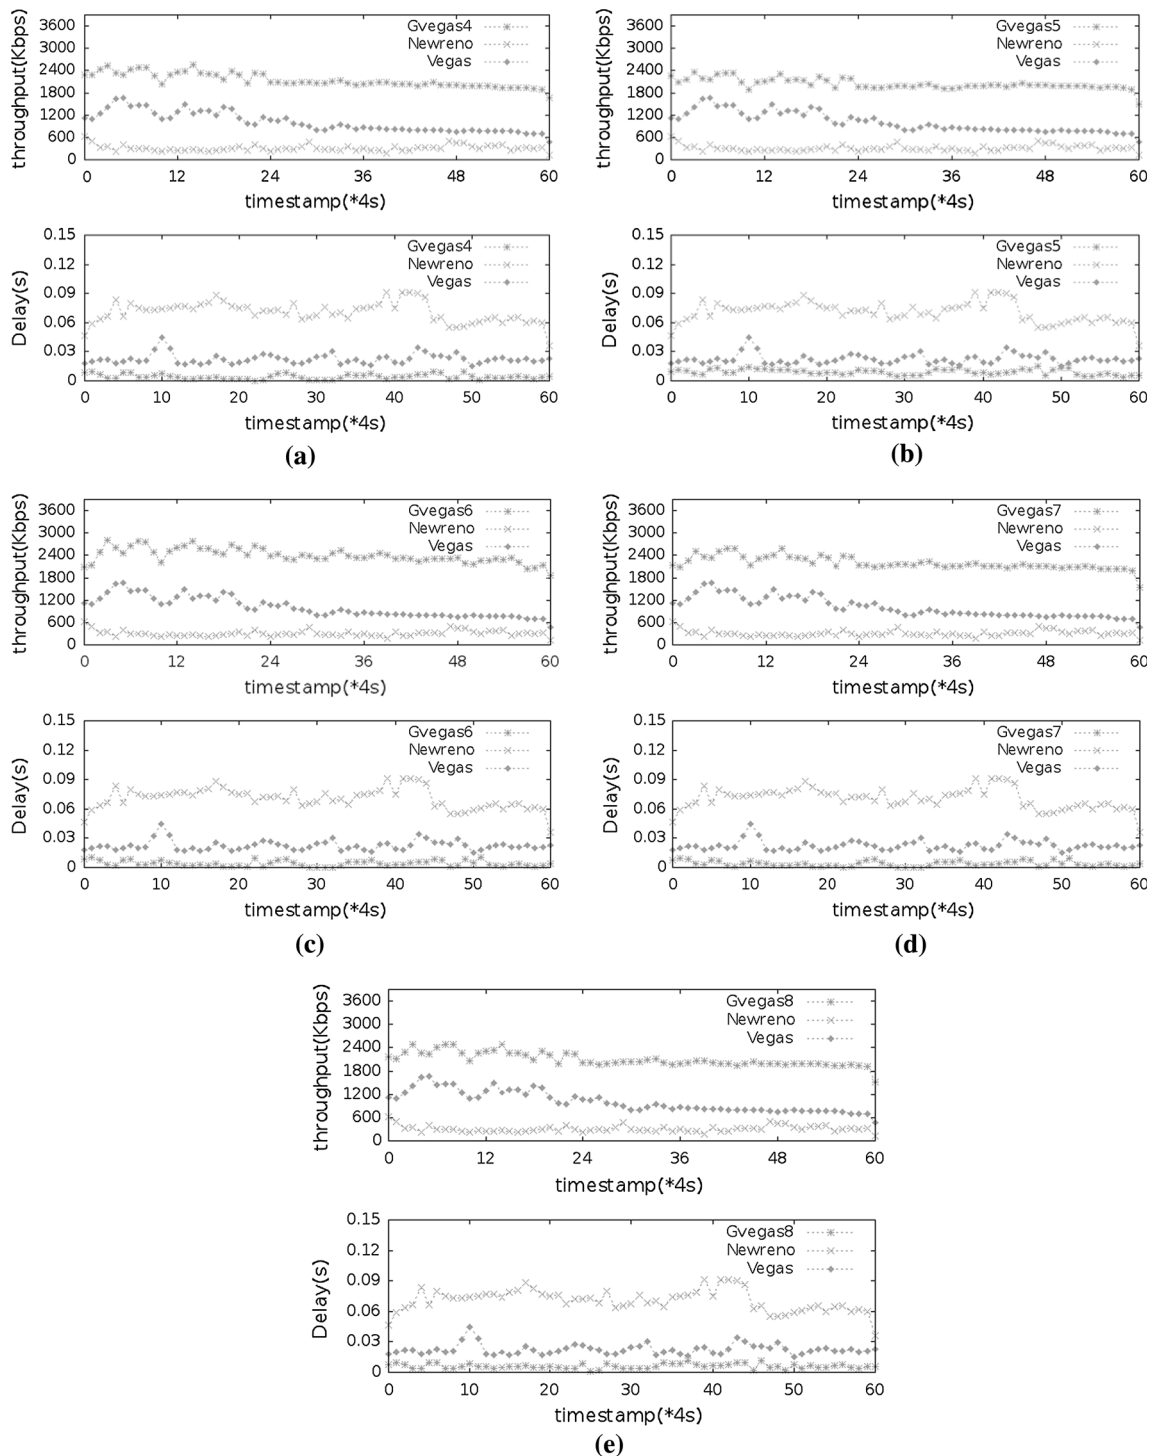 throughput(Kbps)
3600
3000
2400
1800
1200
600
0
Gvegas4
Newreno
Vegas
0 12 24 36 48 60
timestamp(*4s)
Delay(s)
0.15
0.12
0.09
0.06
0.03
0
Gvegas4
Newreno
Vegas
0 10 20 30 40 50 60
timestamp(*4s)
(a)
throughput(Kbps)
3600
3000
2400
1800
1200
600
0
Gvegas5
Newreno
Vegas
0 12 24 36 48 60
timestamp(*4s)
Delay(s)
0.15
0.12
0.09
0.06
0.03
0
Gvegas5
Newreno
Vegas
0 10 20 30 40 50 60
timestamp(*4s)
(b)
throughput(Kbps)
3600
3000
2400
1800
1200
600
0
Gvegas6
Newreno
Vegas
0 12 24 36 48 60
timestamp(*4s)
Delay(s)
0.15
0.12
0.09
0.06
0.03
0
Gvegas6
Newreno
Vegas
0 10 20 30 40 50 60
timestamp(*4s)
(c)
throughput(Kbps)
3600
3000
2400
1800
1200
600
0
Gvegas7
Newreno
Vegas
0 12 24 36 48 60
timestamp(*4s)
Delay(s)
0.15
0.12
0.09
0.06
0.03
0
Gvegas7
Newreno
Vegas
0 10 20 30 40 50 60
timestamp(*4s)
(d)
throughput(Kbps)
3600
3000
2400
1800
1200
600
0
Gvegas8
Newreno
Vegas
0 12 24 36 48 60
timestamp(*4s)
Delay(s)
0.15
0.12
0.09
0.06
0.03
0
Gvegas8
Newreno
Vegas
0 10 20 30 40 50 60
timestamp(*4s)
(e)